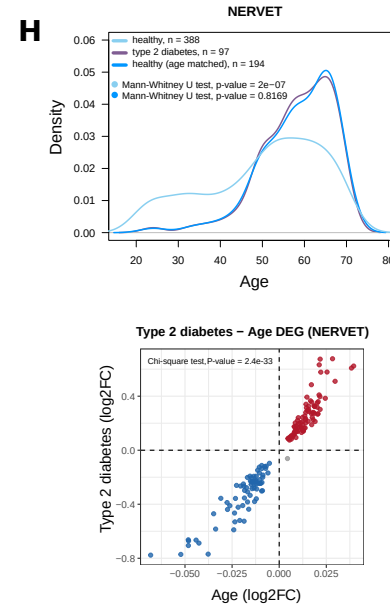 H
NERVET
healthy, n = 388
type 2 diabetes, n = 97
healthy (age matched), n = 194
Mann-Whitney U test, p-value = 2e−07
Mann-Whitney U test, p-value = 0.8169
Density
0.06
0.05
0.04
0.03
0.02
0.01
0.00
20 30 40 50 60 70 80
Age
Type 2 diabetes − Age DEG (NERVET)
Chi-square test,P-value = 2.4e-33
Type 2 diabetes (log2FC)
0.4
0.0
−0.4
−0.8
−0.050 −0.025 0.000 0.025
Age (log2FC)